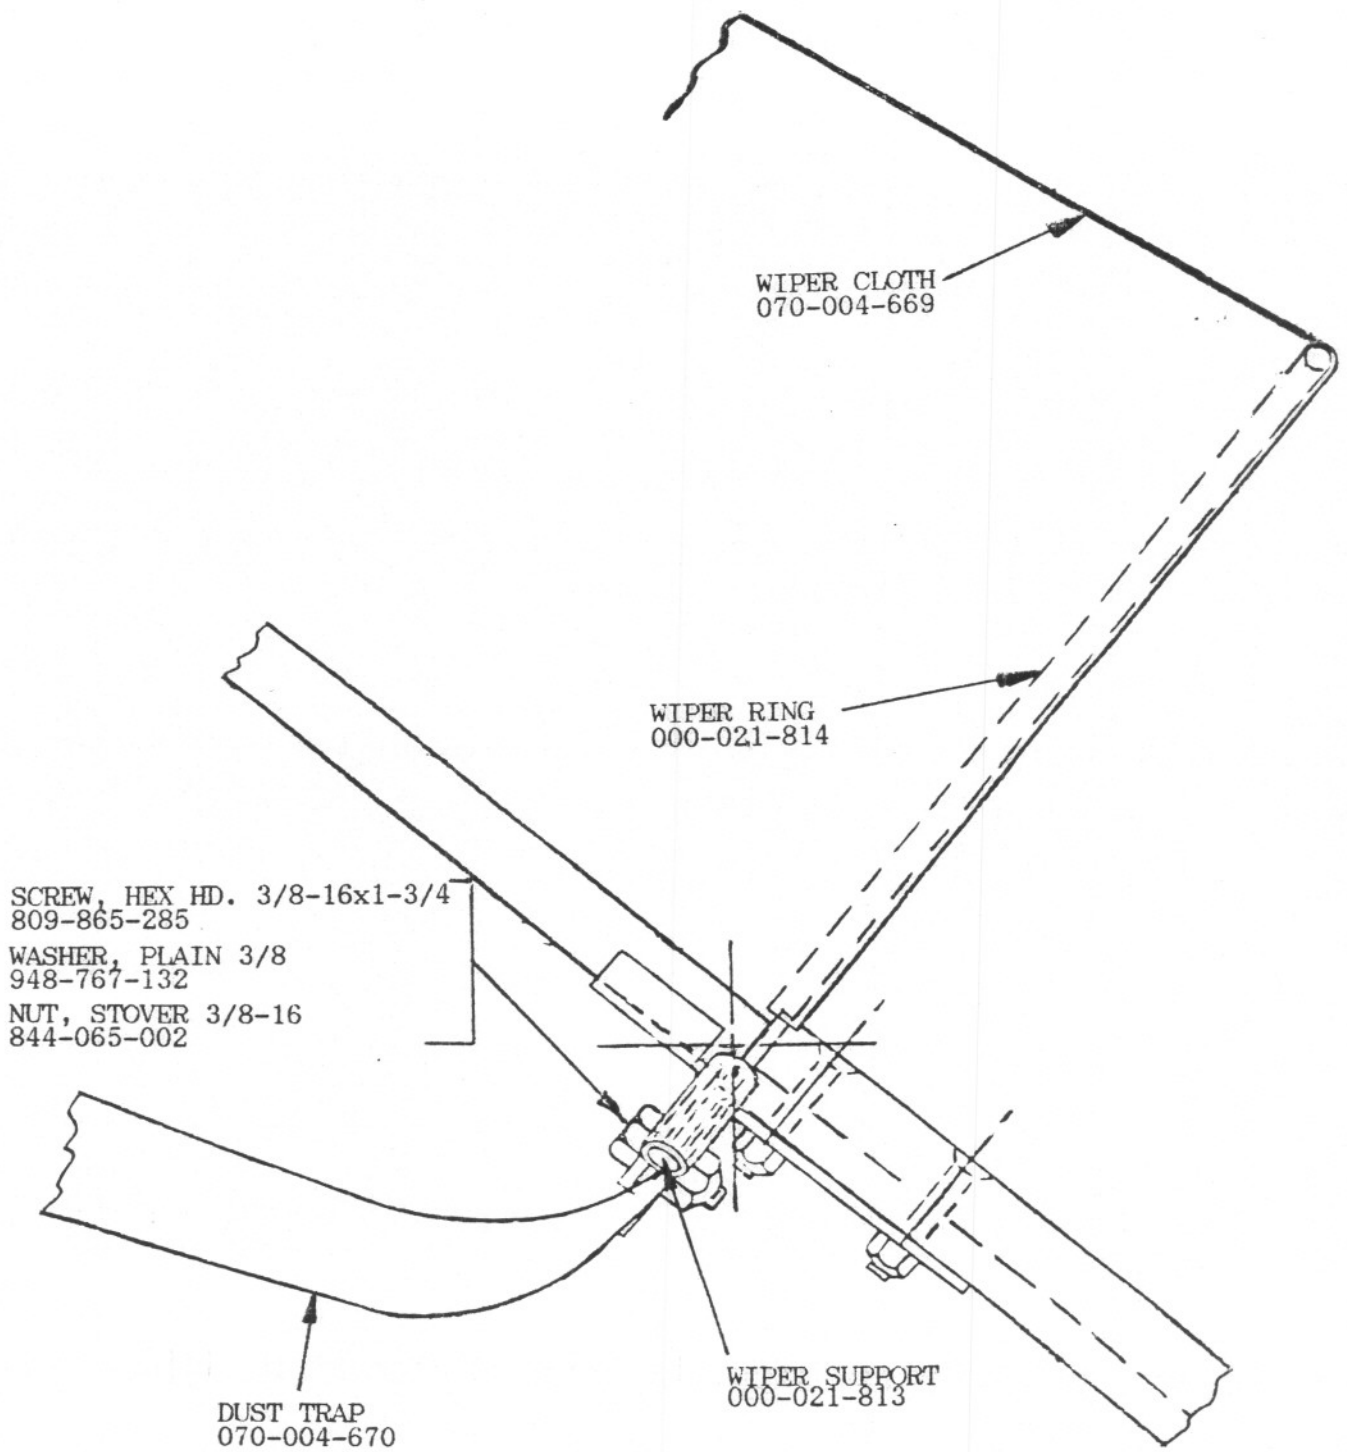 WIPER CLOTH
070-004-669
WIPER RING
000-021-814
SCREW, HEX HD. 3/8-16x1-3/4
809-865-285
WASHER, PLAIN 3/8
948-767-132
NUT, STOVER 3/8-16
844-065-002
WIPER SUPPORT
000-021-813
DUST TRAP
070-004-670